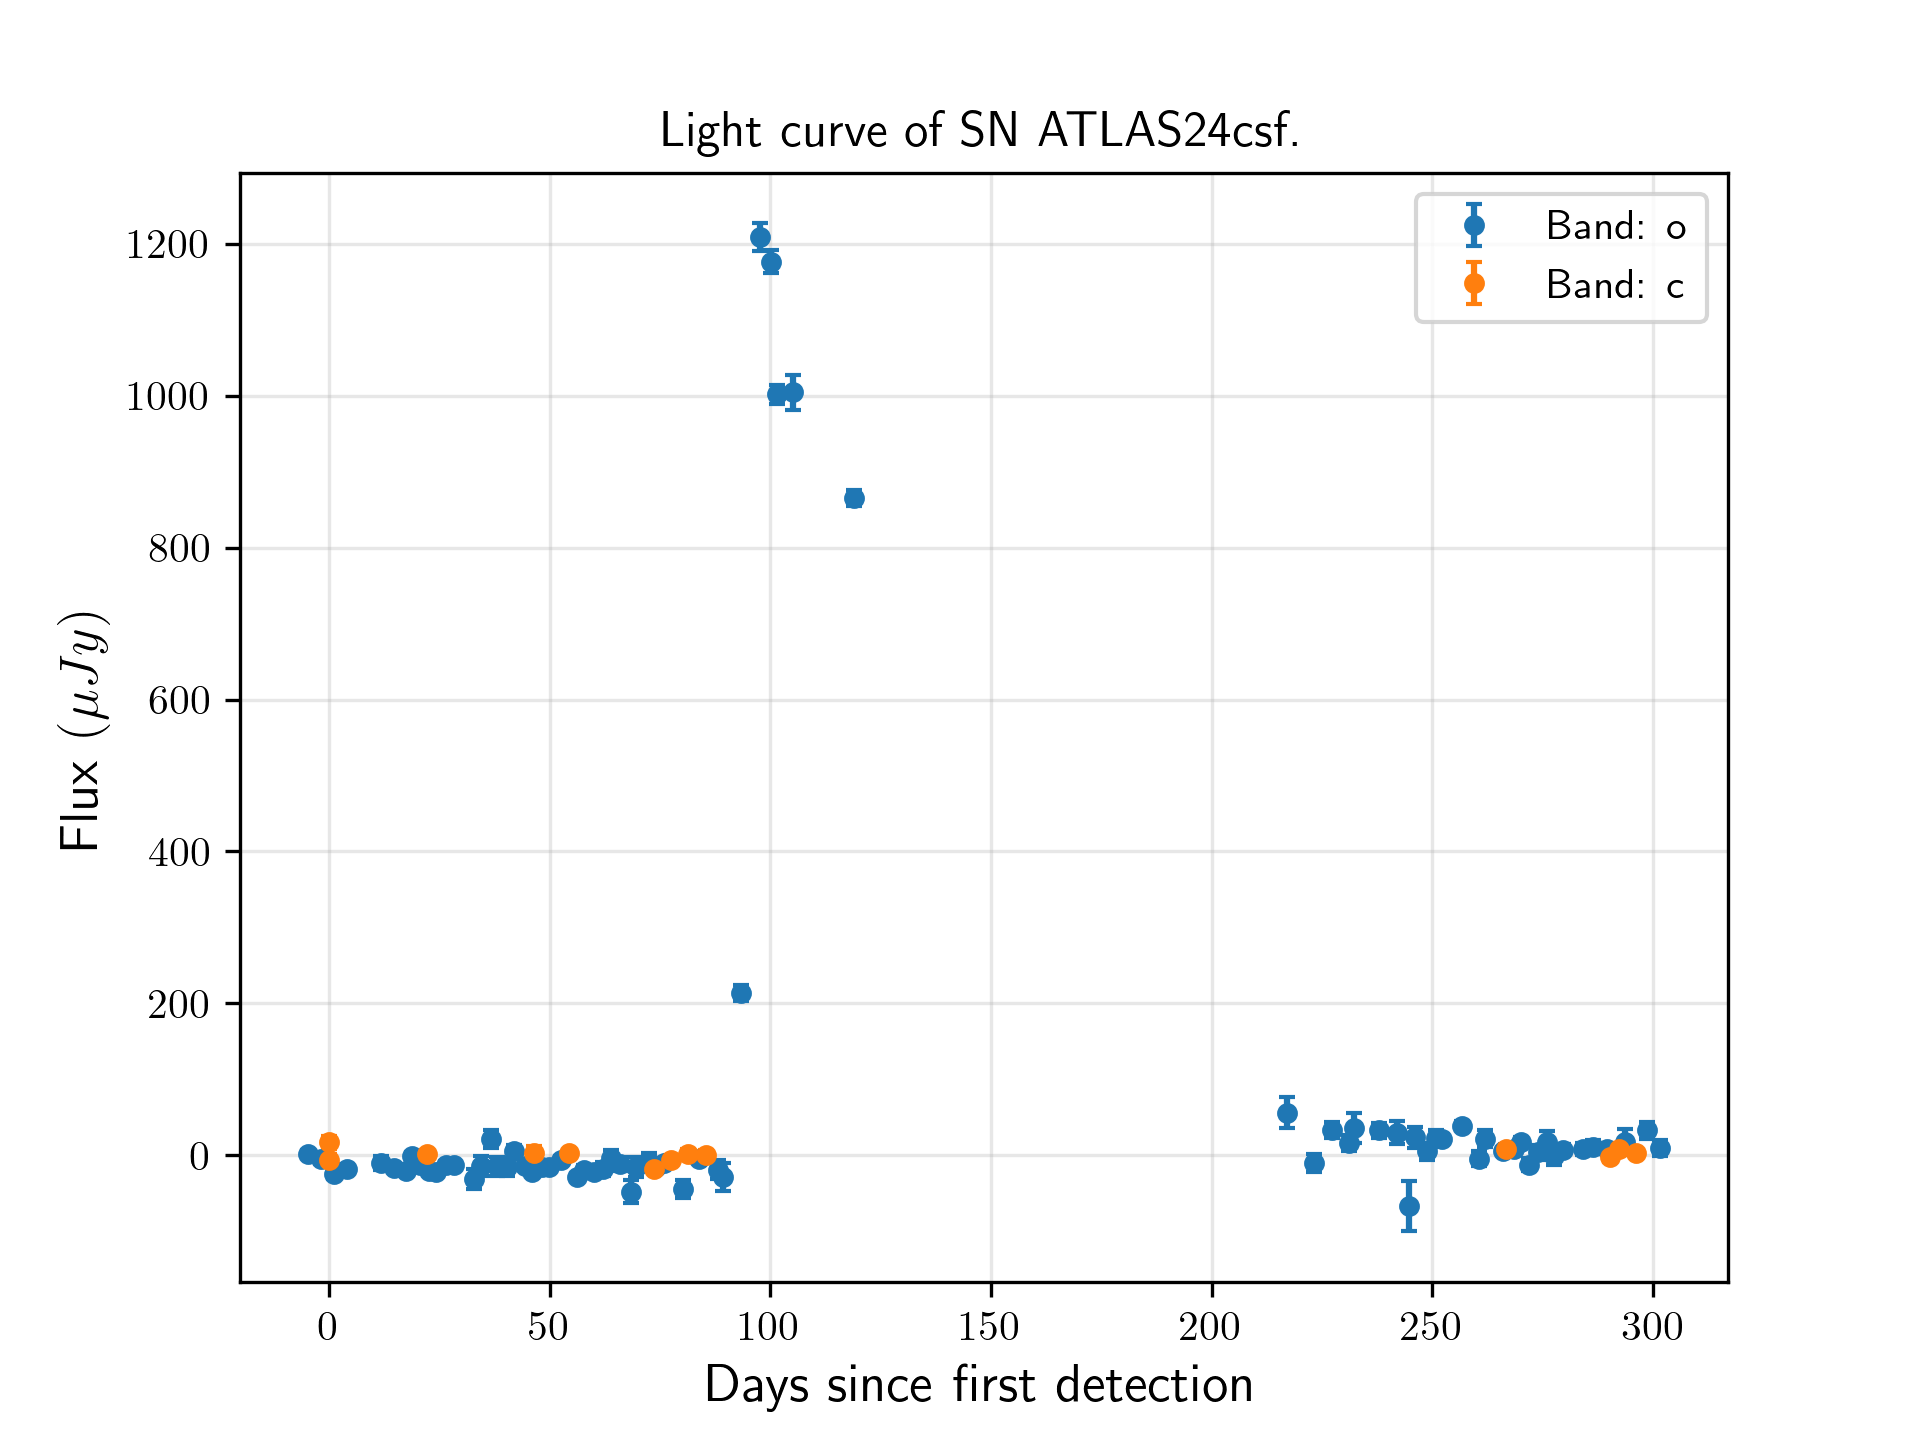 Light curve of SN ATLAS24csf.
Band: o
Band: c
1200
1000
800
600
400
200
0
Flux (μJy)
0 50 100 150 200 250 300
Days since first detection